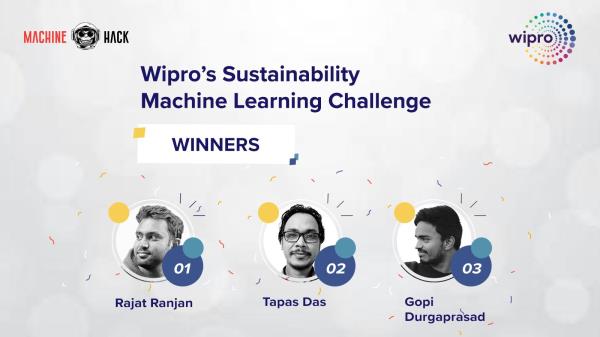 MACHINE HACK
wipro
Wipro's Sustainability
Machine Learning Challenge
WINNERS
01
02
03
Rajat Ranjan
Tapas Das
Gopi
Durgaprasad